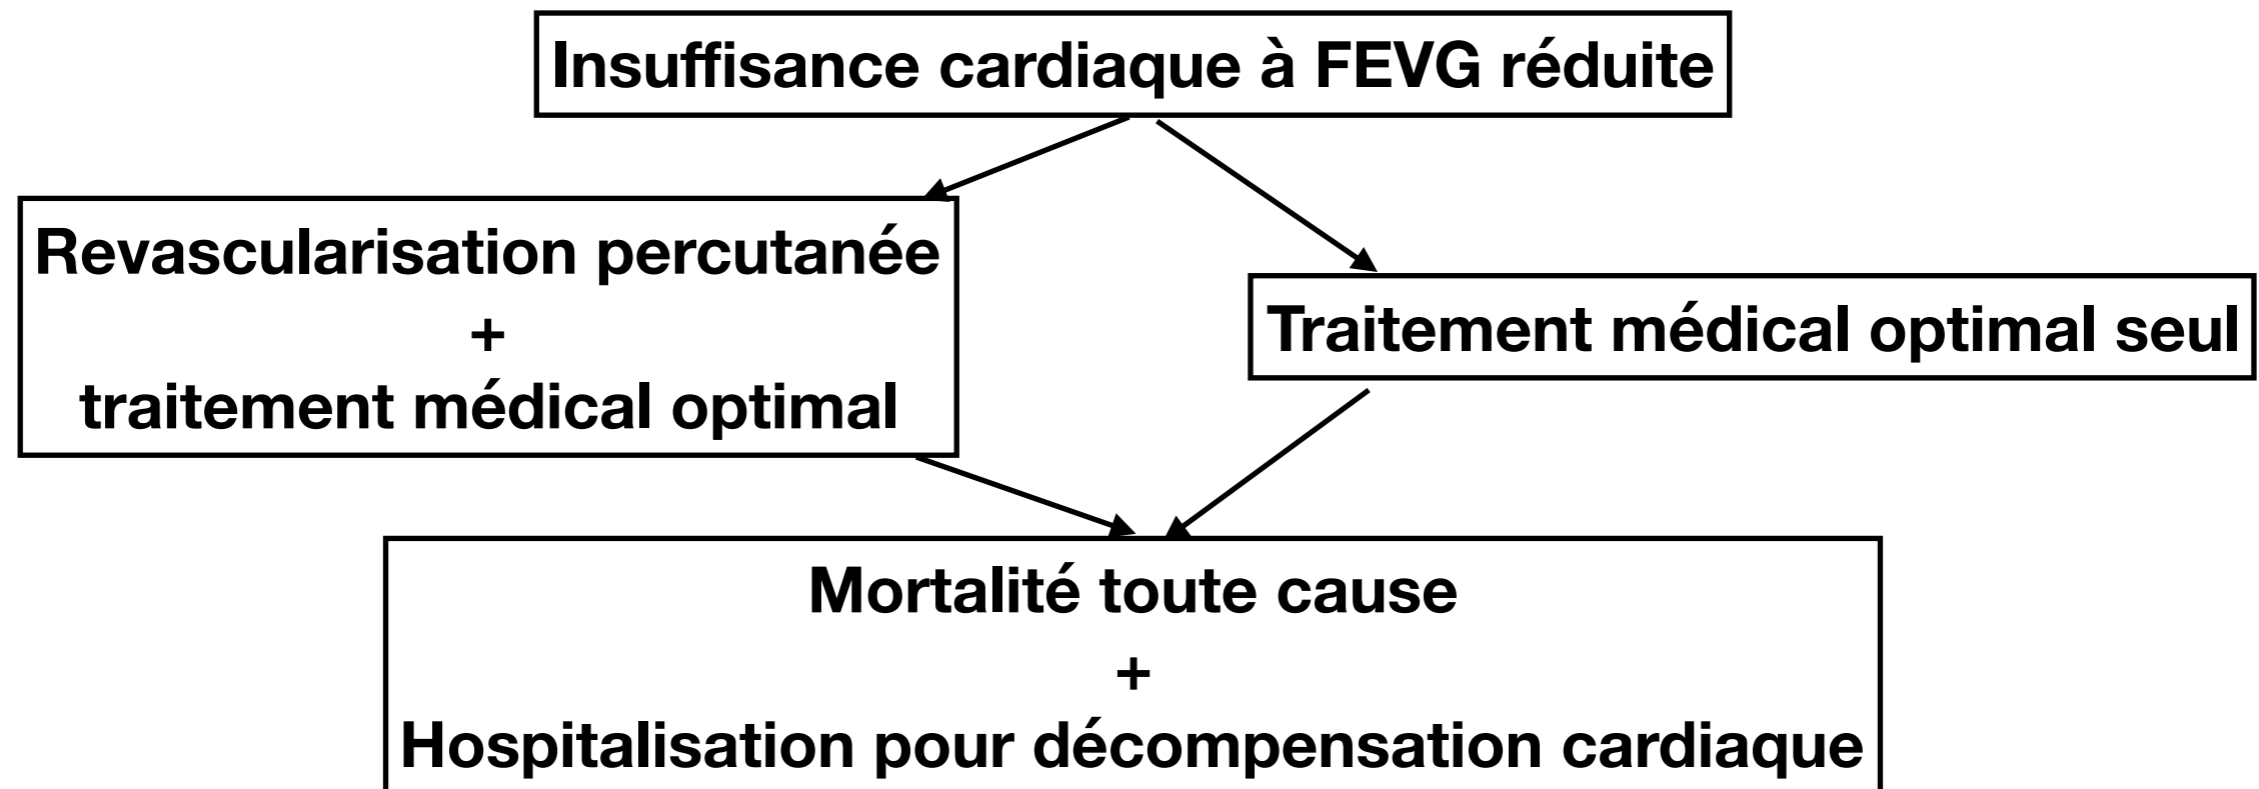 Insuffisance cardiaque à FEVG réduite
Revascularisation percutanée
+
traitement médical optimal
Traitement médical optimal seul
Mortalité toute cause
+
Hospitalisation pour décompensation cardiaque